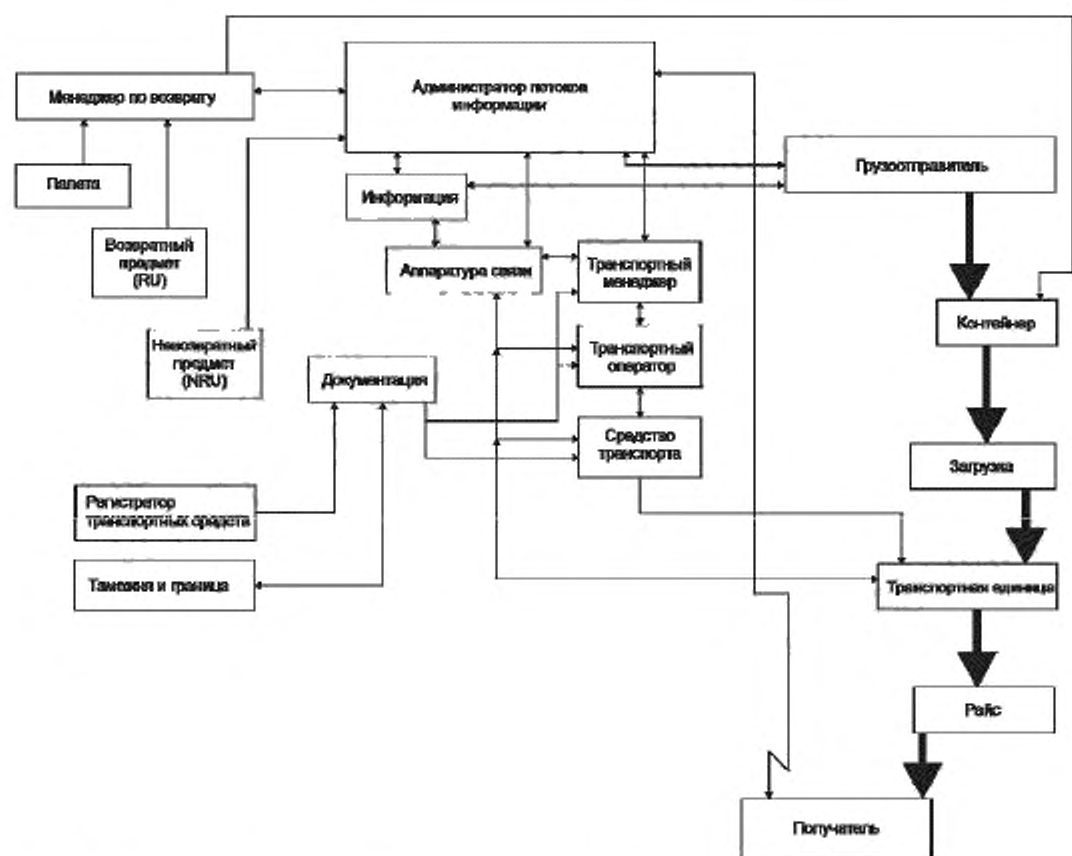 Администратор потоков
информации
Менеджер по возврату
Грузоотправитель
Палета
Информация
Возвратный
предмет
(RU)
Аппаратура связи
Транспортный
менеджер
Контейнер
Невозвратный
предмет
(NRU)
Транспортный
оператор
Документация
Средство
транспорта
Загрузка
Регистратор
транспортных средств
Таможня и граница
Транспортная единица
Рейс
Получатель